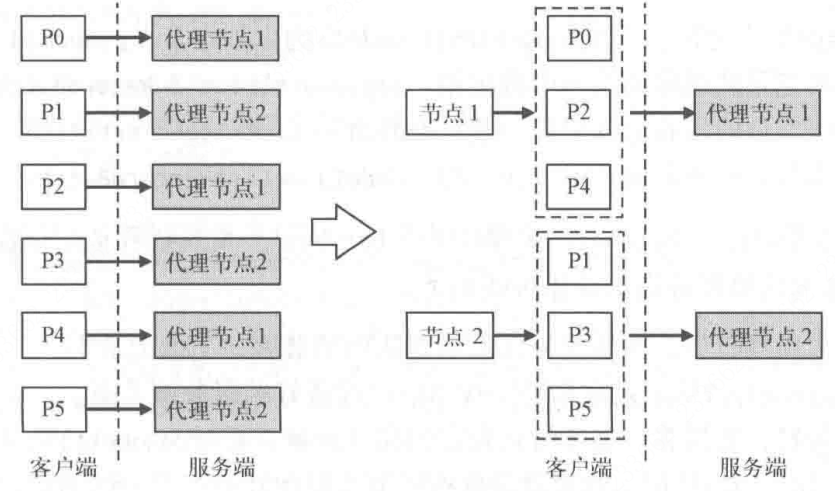 P0 代理节点1
P1 代理节点2
P2 代理节点1
P3 代理节点2
P4 代理节点1
P5 代理节点2
客户端 服务端
P0
节点 1 P2 代理节点 1
P4
P1
节点 2 P3 代理节点 2
P5
客户端 服务端